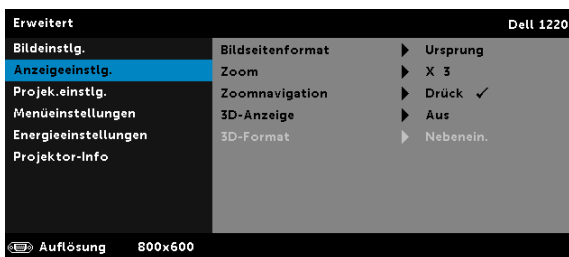 Erweitert Dell 1220
Bildeinstlg. Bildseitenformat Ursprung
Anzeigeeinstlg. Zoom X 3
Projek.einstlg. Zoomnavigation Drück ✓
Menüeinstellungen 3D-Anzeige Aus
Energieeinstellungen 3D-Format Nebenein.
Projektor-Info
Auflösung 800x600